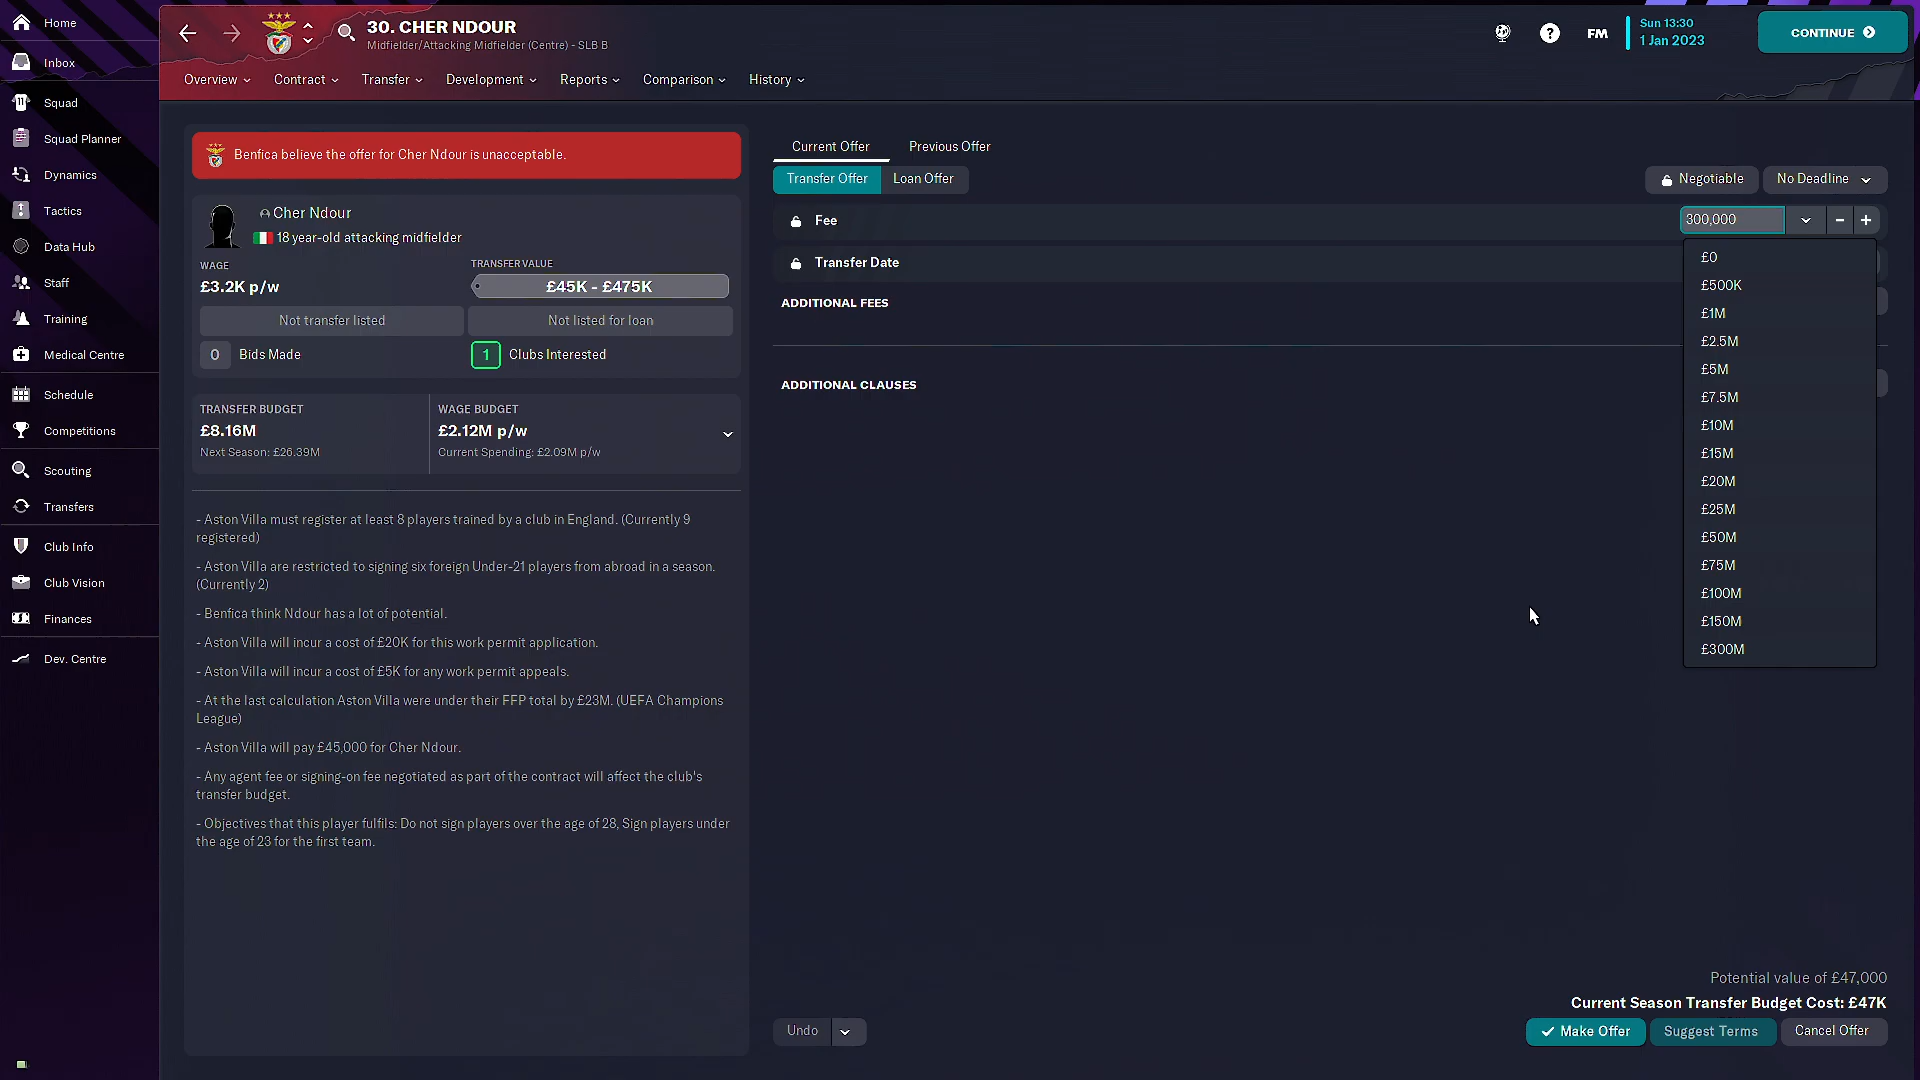 Home
Inbox
Squad
Squad Planner
Dynamics
Tactics
Data Hub
Staff
Training
Medical Centre
Schedule
Competitions
Scouting
Transfers
Club Info
Club Vision
Finances
Dev. Centre
30. CHER NDOUR
Midfielder/Attacking Midfielder (Centre) - SLB B
FM
Sun 13:30
1 Jan 2023
CONTINUE
Overview
Contract
Transfer
Development
Reports
Comparison
History
Benfica believe the offer for Cher Ndour is unacceptable.
Cher Ndour
18 year-old attacking midfielder
WAGE
£3.2K p/w
TRANSFER VALUE
£45K - £475K
Not transfer listed
Not listed for loan
0 Bids Made
1 Clubs Interested
TRANSFER BUDGET
£8.16M
Next Season: £26.39M
WAGE BUDGET
£2.12M p/w
Current Spending: £2.09M p/w
- Aston Villa must register at least 8 players trained by a club in England. (Currently 9
registered)
- Aston Villa are restricted to signing six foreign Under-21 players from abroad in a season.
(Currently 2)
- Benfica think Ndour has a lot of potential.
- Aston Villa will incur a cost of £20K for this work permit application.
- Aston Villa will incur a cost of £5K for any work permit appeals.
- At the last calculation Aston Villa were under their FFP total by £23M. (UEFA Champions
League)
- Aston Villa will pay £45,000 for Cher Ndour.
- Any agent fee or signing-on fee negotiated as part of the contract will affect the club's
transfer budget.
- Objectives that this player fulfils: Do not sign players over the age of 28, Sign players under
the age of 23 for the first team.
Current Offer
Previous Offer
Transfer Offer
Loan Offer
Negotiable
No Deadline
Fee
300,000
Transfer Date
ADDITIONAL FEES
ADDITIONAL CLAUSES
£0
£500K
£1M
£2.5M
£5M
£7.5M
£10M
£15M
£20M
£25M
£50M
£75M
£100M
£150M
£300M
Potential value of £47,000
Current Season Transfer Budget Cost: £47K
Undo
Make Offer
Suggest Terms
Cancel Offer